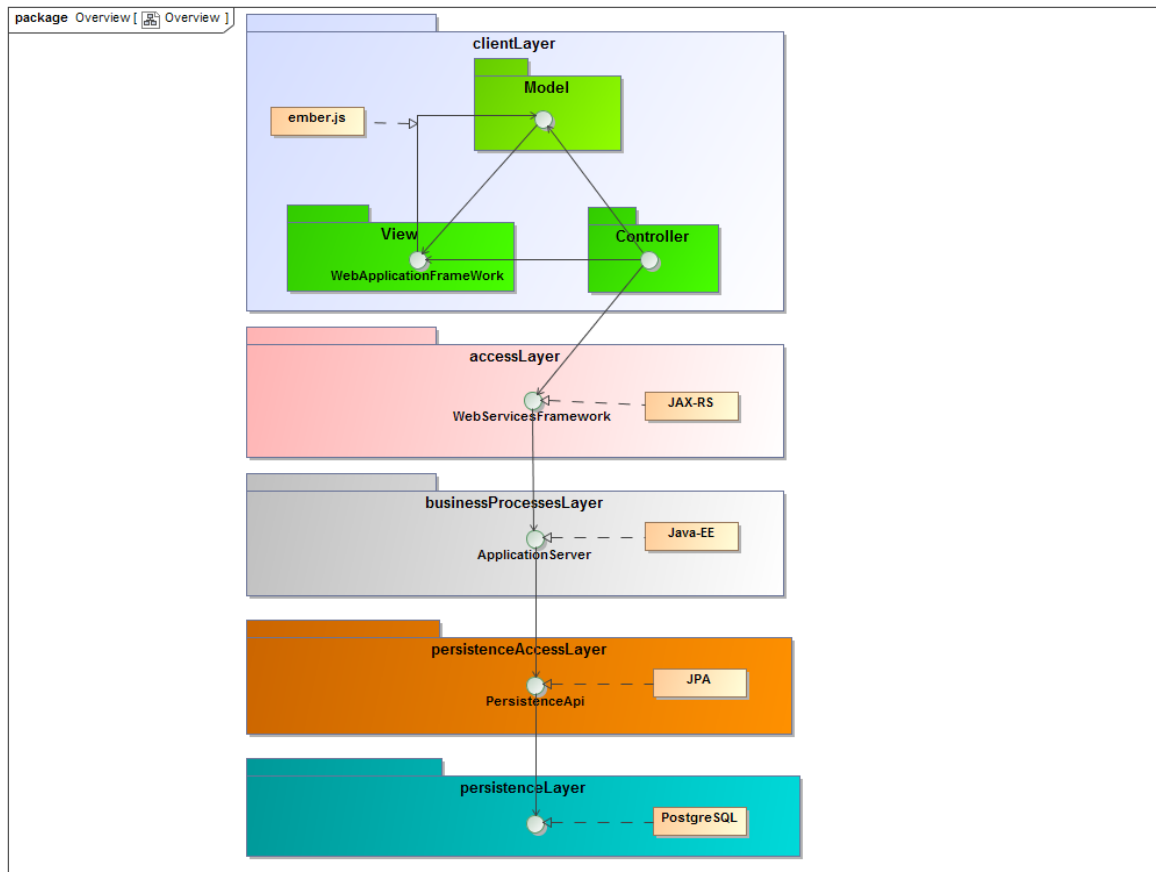 package Overview [ Overview ]
clientLayer
Model
ember.js
View
Controller
WebApplicationFrameWork
accessLayer
JAX-RS
WebServicesFramework
businessProcessesLayer
Java-EE
ApplicationServer
persistenceAccessLayer
JPA
PersistenceApi
persistenceLayer
PostgreSQL